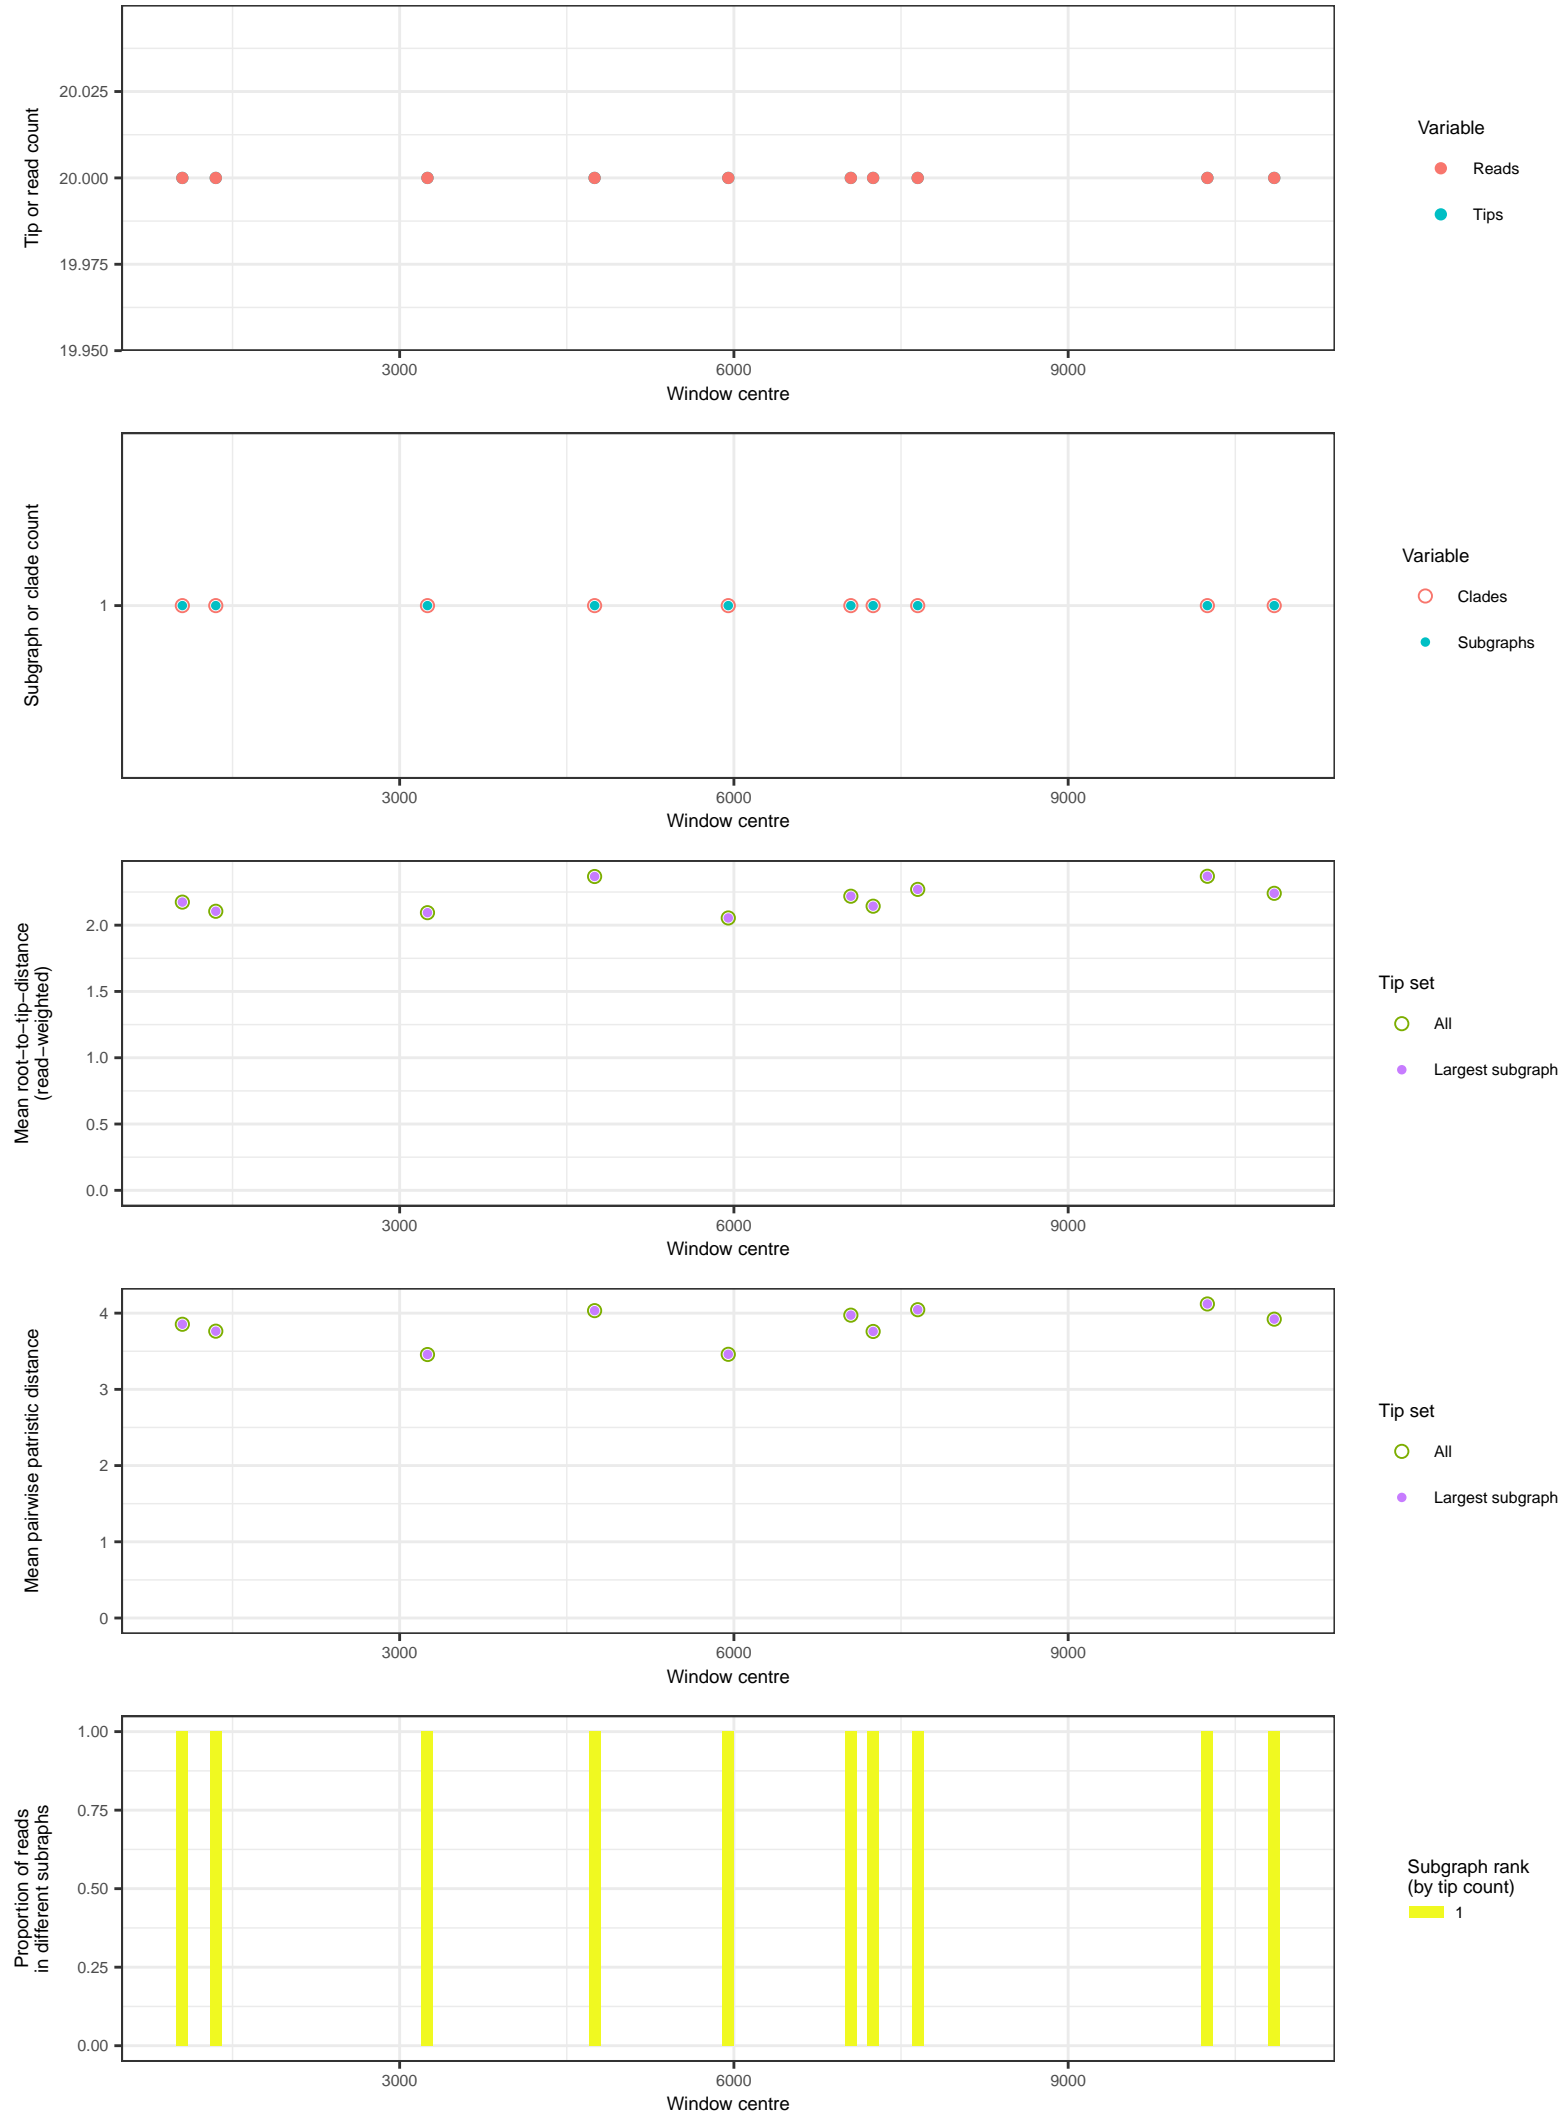 20.025
20.000
19.975
19.950
Tip or read count
3000 6000 9000
Window centre
Variable
Reads
Tips
1
Subgraph or clade count
3000 6000 9000
Window centre
Variable
Clades
Subgraphs
2.0
1.5
1.0
0.5
0.0
Mean root−to−tip−distance
(read−weighted)
3000 6000 9000
Window centre
Tip set
All
Largest subgraph
4
3
2
1
0
Mean pairwise patristic distance
3000 6000 9000
Window centre
Tip set
All
Largest subgraph
1.00
0.75
0.50
0.25
0.00
Proportion of reads
in different subraphs
3000 6000 9000
Window centre
Subgraph rank
(by tip count)
1